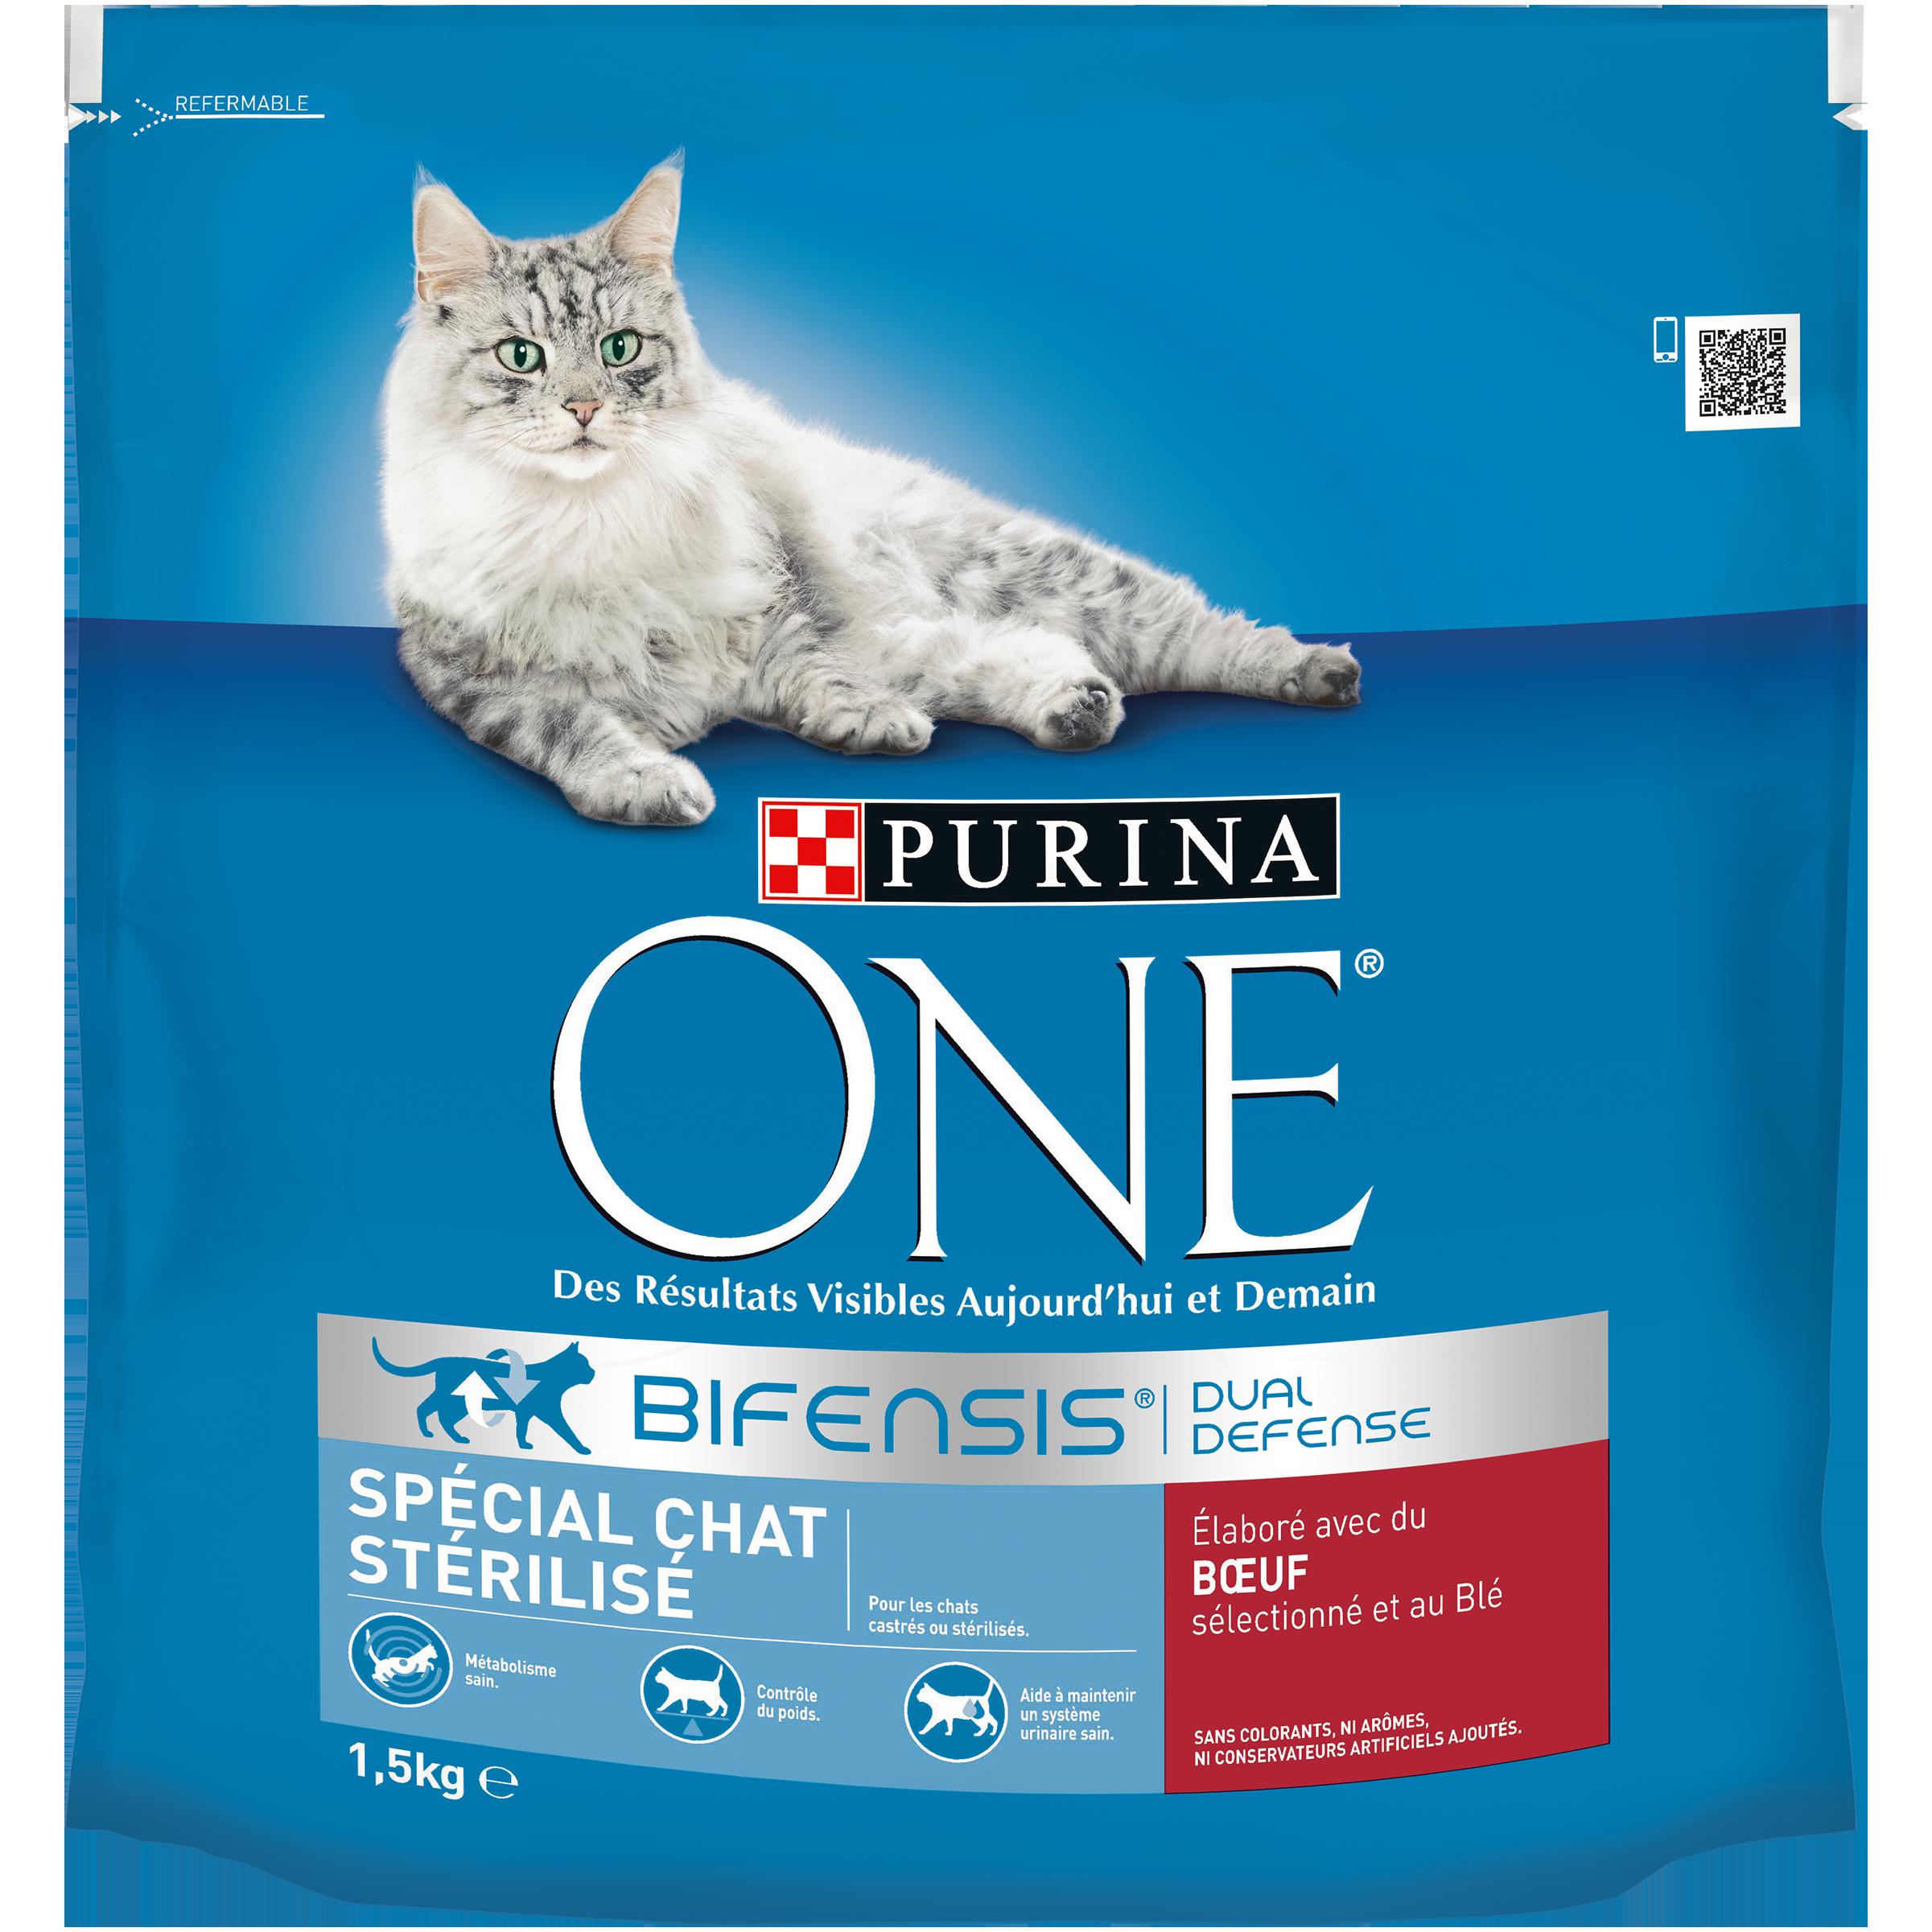 REFERMABLE
PURINA
ONE®
Des Résultats Visibles Aujourd'hui et Demain
BIFENSIS® DUAL
DEFENSE
SPÉCIAL CHAT
STÉRILISÉ
Pour les chats
castrés ou stérilisés.
Métabolisme
sain.
Contrôle
du poids.
Aide à maintenir
un système
urinaire sain.
Élaboré avec du
BŒUF
sélectionné et au Blé
SANS COLORANTS, NI ARÔMES,
NI CONSERVATEURS ARTIFICIELS AJOUTÉS.
1,5kg ℮